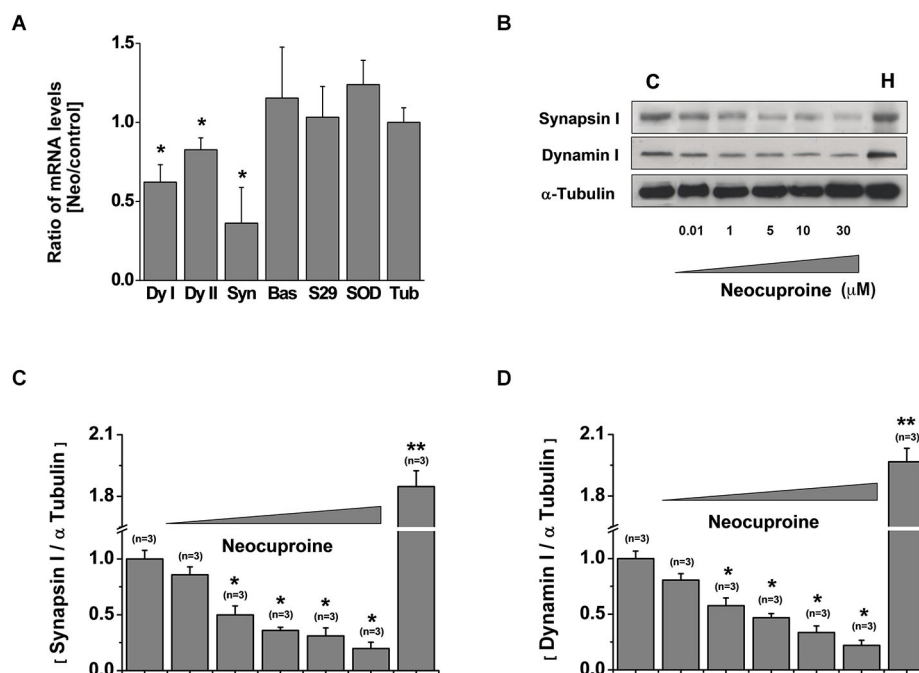 A
Ratio of mRNA levels
[Neo/control]
1.5
1.0
0.5
0.0
*
*
*
Dy I Dy II Syn Bas S29 SOD Tub
B
C H
Synapsin I
Dynamin I
α-Tubulin
0.01 1 5 10 30
Neocuproine (μM)
C
[ Synapsin I / α Tubulin ]
2.1
1.8
1.0
0.5
0.0
Neocuproine
(n=3)
(n=3)
*
(n=3)
*
(n=3)
*
(n=3)
*
(n=3)
**
(n=3)
D
[ Dynamin I / α Tubulin ]
2.1
1.8
1.0
0.5
0.0
Neocuproine
(n=3)
(n=3)
*
(n=3)
*
(n=3)
*
(n=3)
*
(n=3)
**
(n=3)